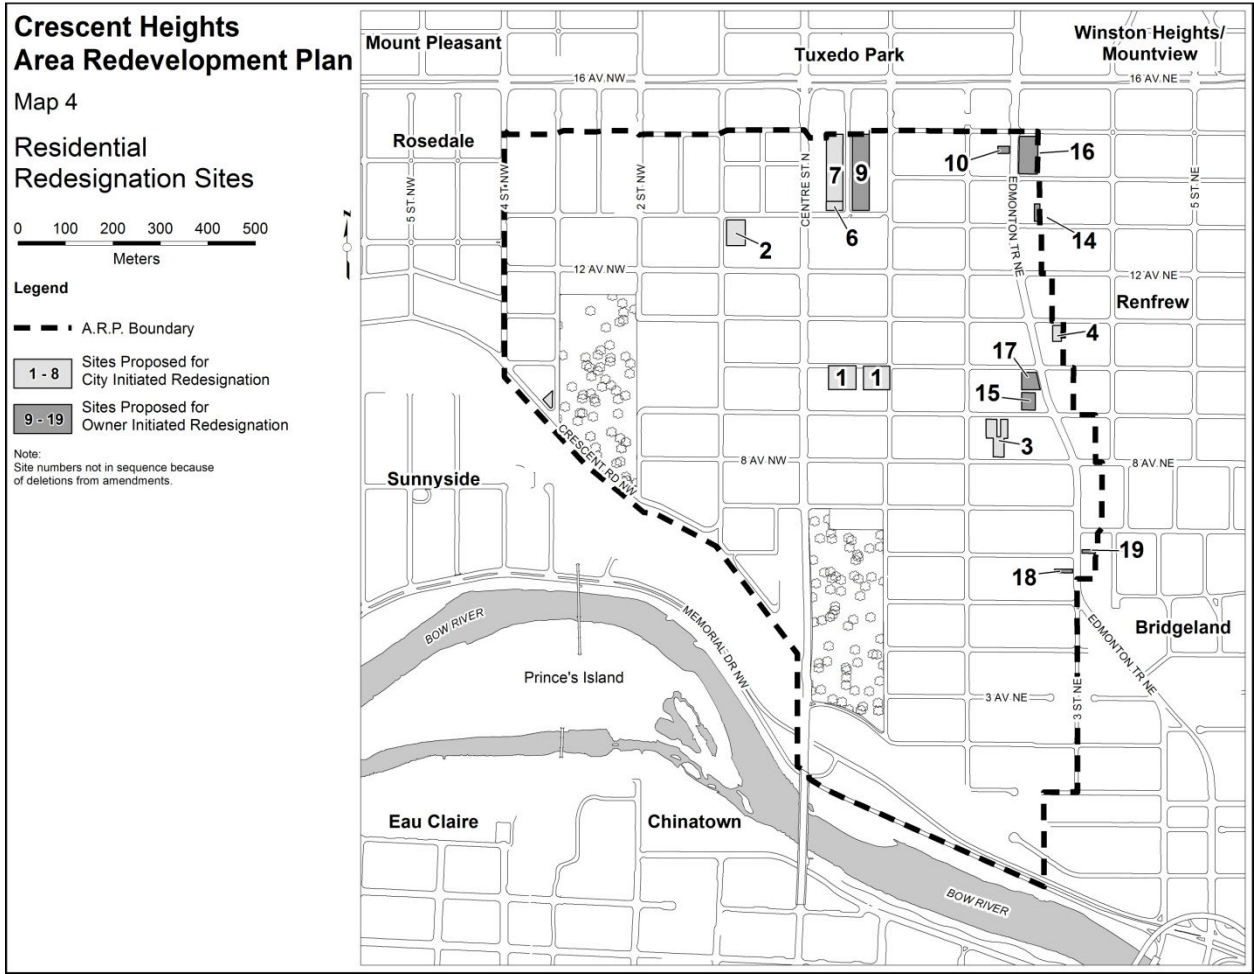 Crescent Heights
Area Redevelopment Plan
Map 4
Residential
Redesignation Sites
0 100 200 300 400 500
Meters
N
Legend
A.R.P. Boundary
1 - 8
Sites Proposed for
City Initiated Redesignation
9 - 19
Sites Proposed for
Owner Initiated Redesignation
Note:
Site numbers not in sequence because
of deletions from amendments.
Mount Pleasant
Tuxedo Park
Winston Heights/
Mountview
16 AV NW
16 AV NE
Rosedale
5 ST NW
4 ST NW
2 ST NW
CENTRE ST N
7
9
6
10
16
EDMONTON TR NE
5 ST NE
14
2
12 AV NW
12 AV NE
Renfrew
4
1
1
17
15
3
CRESCENT RD NW
8 AV NW
8 AV NE
Sunnyside
19
18
BOW RIVER
MEMORIAL DR NW
EDMONTON TR NE
Bridgeland
Prince's Island
3 AV NE
3 ST NE
Eau Claire
Chinatown
BOW RIVER